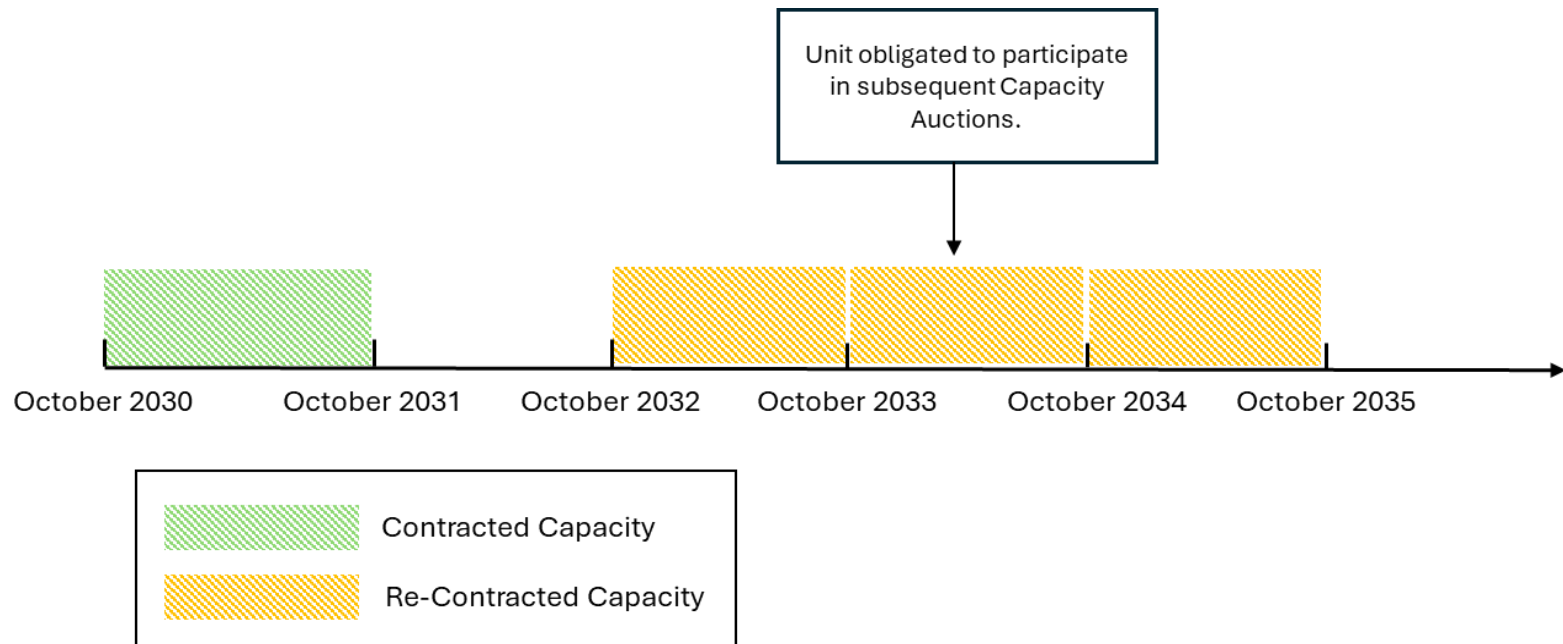 Unit obligated to participate
in subsequent Capacity
Auctions.
October 2030
October 2031
October 2032
October 2033
October 2034
October 2035
Contracted Capacity
Re-Contracted Capacity